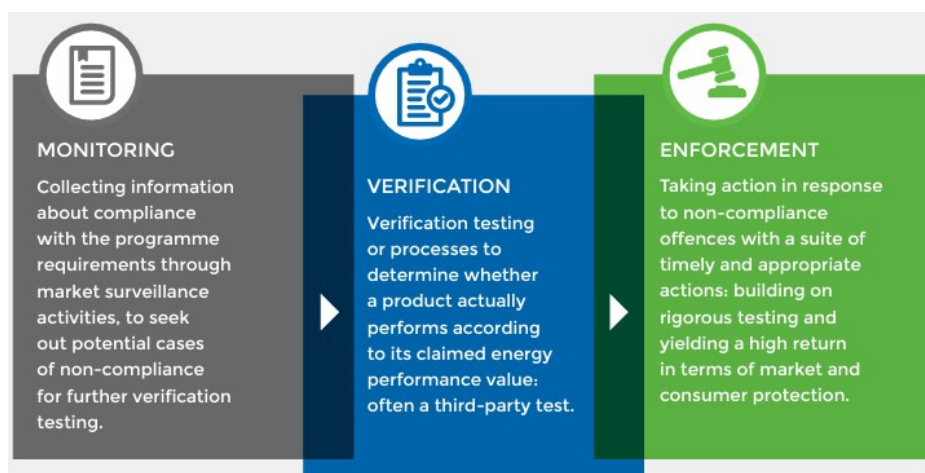 MONITORING
Collecting information
about compliance
with the programme
requirements through
market surveillance
activities, to seek
out potential cases
of non-compliance
for further verification
testing.
VERIFICATION
Verification testing
or processes to
determine whether
a product actually
performs according
to its claimed energy
performance value:
often a third-party test.
ENFORCEMENT
Taking action in response
to non-compliance
offences with a suite of
timely and appropriate
actions: building on
rigorous testing and
yielding a high return
in terms of market and
consumer protection.